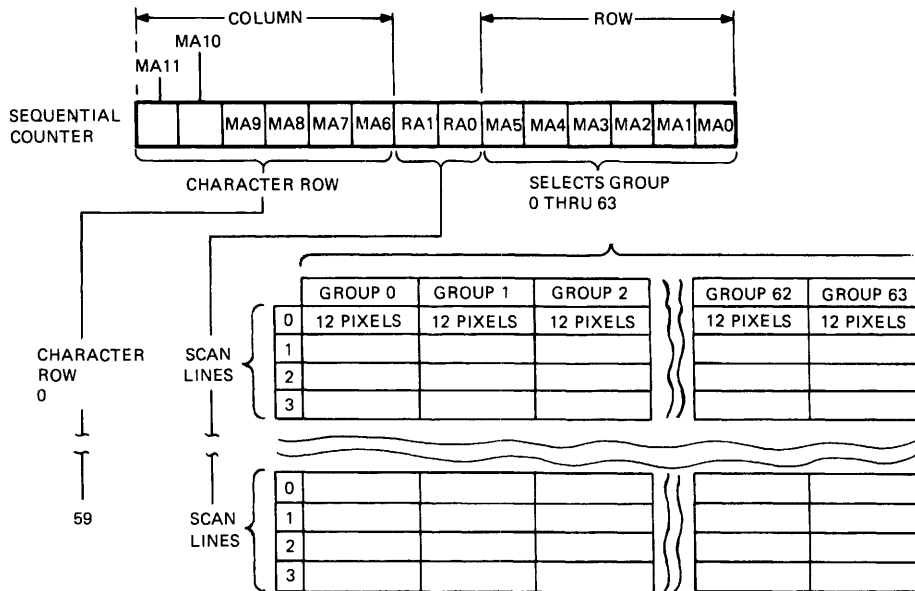 COLUMN
ROW
MA10
MA11
SEQUENTIAL
COUNTER
MA9 MA8 MA7 MA6 RA1 RA0 MA5 MA4 MA3 MA2 MA1 MA0
CHARACTER ROW
SELECTS GROUP
0 THRU 63
GROUP 0 GROUP 1 GROUP 2 GROUP 62 GROUP 63
0 12 PIXELS 12 PIXELS 12 PIXELS 12 PIXELS 12 PIXELS
1
2
3
CHARACTER
ROW
0
SCAN
LINES
0
1
2
3
59
SCAN
LINES